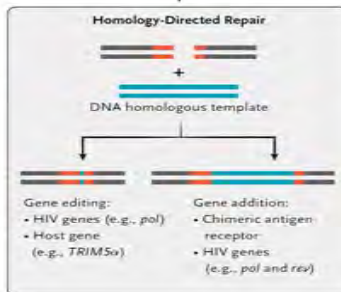 Homology-Directed Repair
+
DNA homologous template
Gene editing:
• HIV genes (e.g., pol)
• Host gene
(e.g., TRIM5α)
Gene addition:
• Chimeric antigen
receptor
• HIV genes
(e.g., pol and rev)